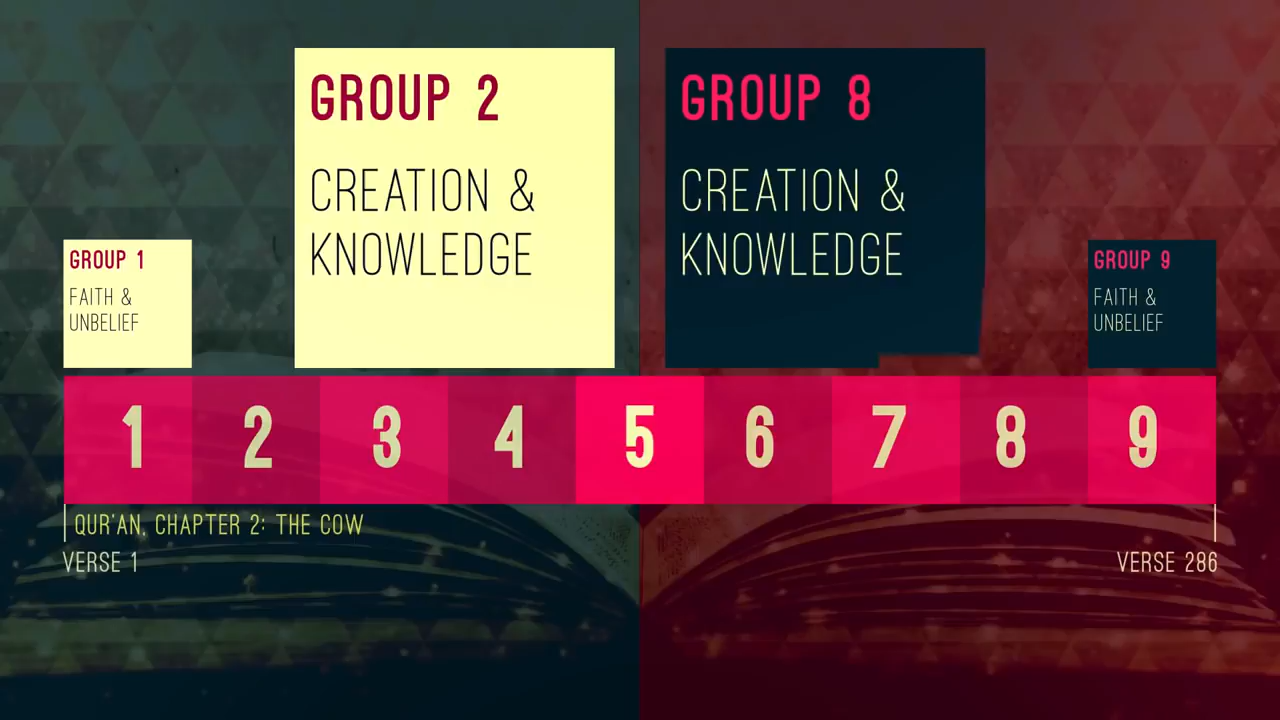 GROUP 2
CREATION &
KNOWLEDGE
GROUP 8
CREATION &
KNOWLEDGE
GROUP 1
FAITH &
UNBELIEF
GROUP 9
FAITH &
UNBELIEF
1 2 3 4 5 6 7 8 9
QUR'AN, CHAPTER 2: THE COW
VERSE 1
VERSE 286